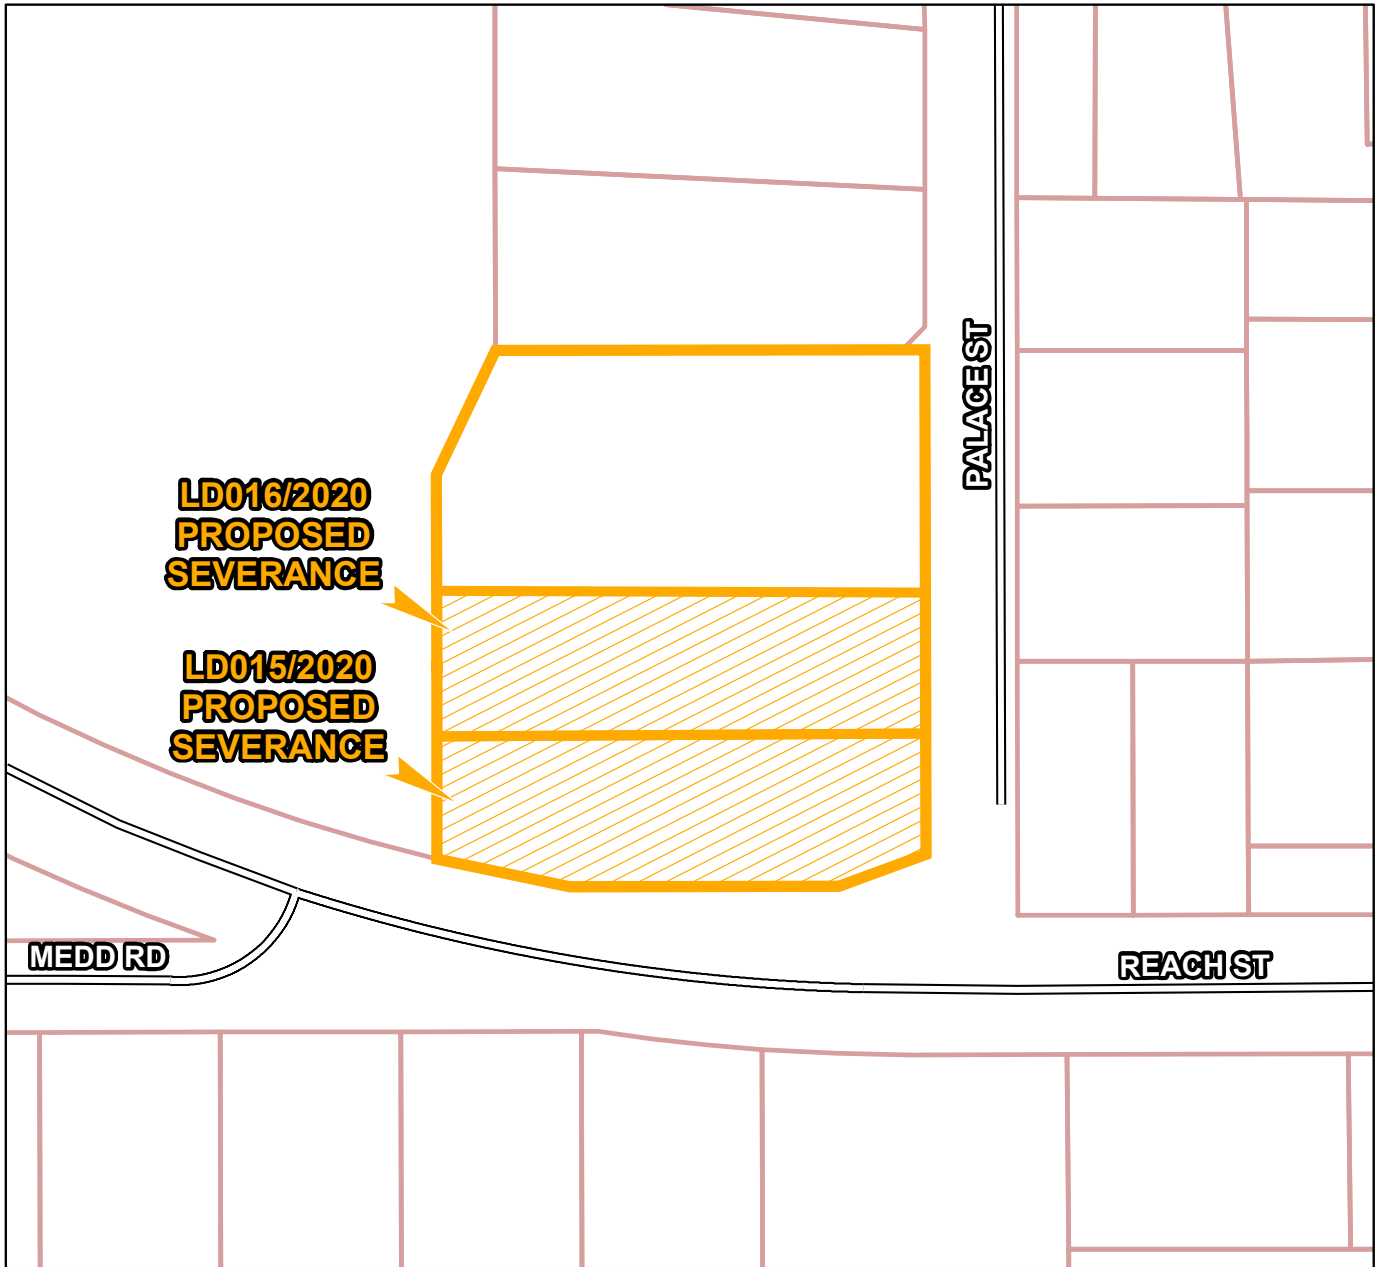 PALACE ST
LD016/2020
PROPOSED
SEVERANCE
LD015/2020
PROPOSED
SEVERANCE
MEDD RD
REACH ST